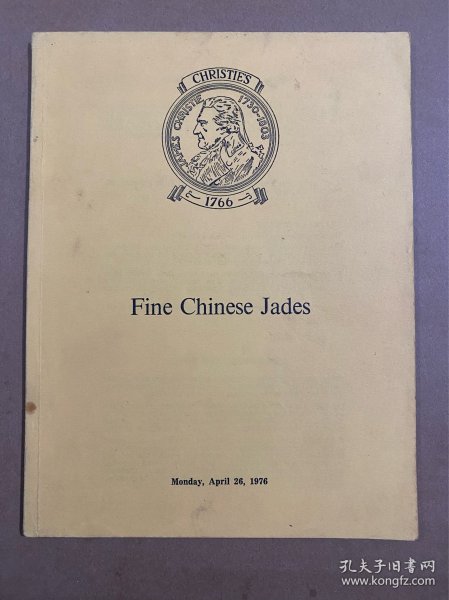 CHRISTIE'S
JAMES CHRISTIE 1730-1803
1766
Fine Chinese Jades
Monday, April 26, 1976
孔夫子旧书网
www.kongfz.com